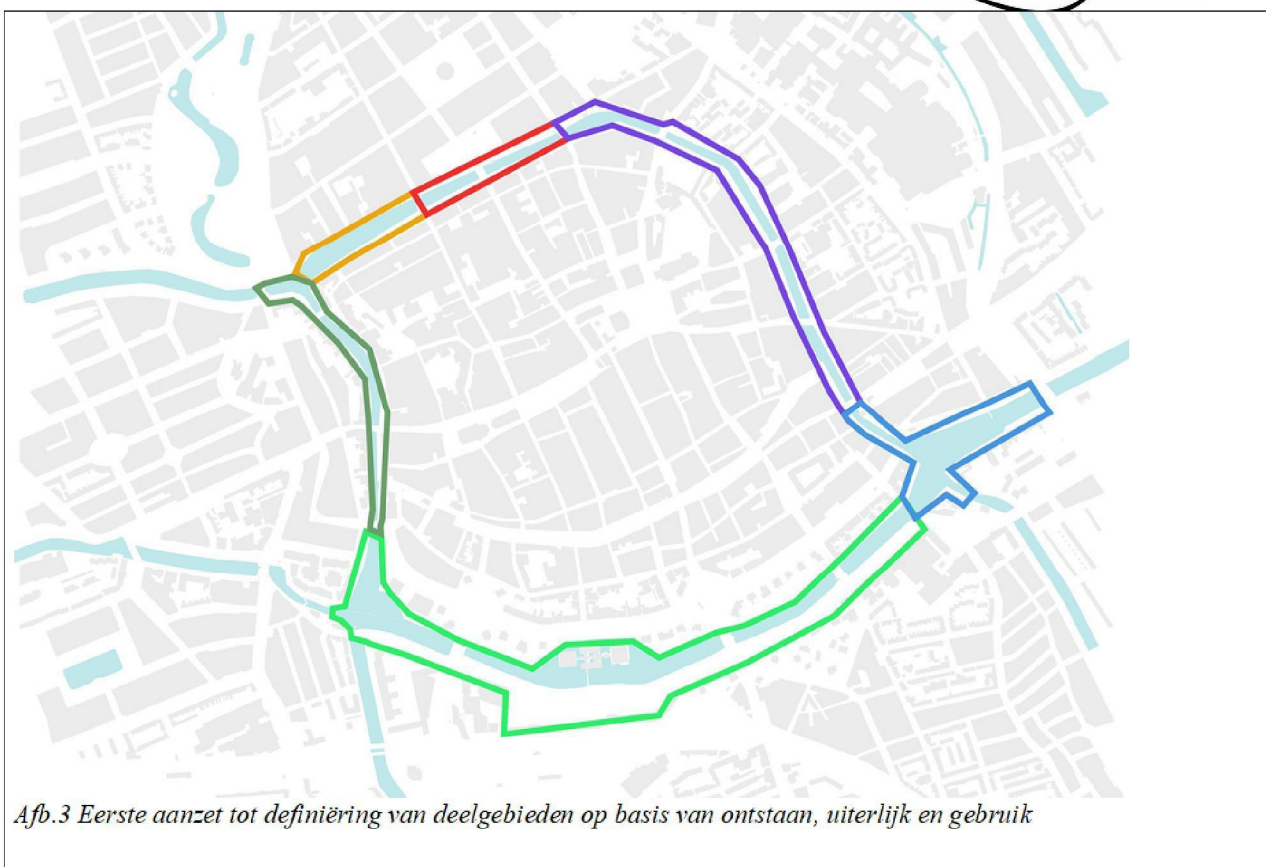 Afb.3 Eerste aanzet tot definiëring van deelgebieden op basis van ontstaan, uiterlijk en gebruik